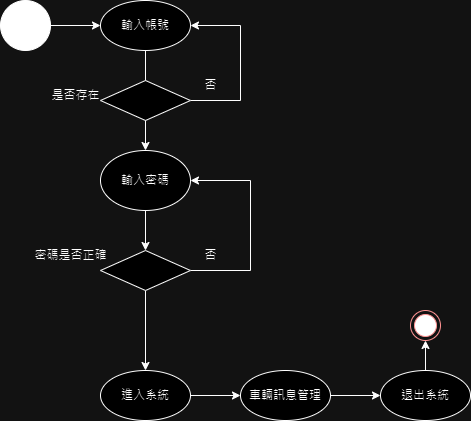 輸入帳號
否
是否存在
輸入密碼
密碼是否正確
否
進入系統
車輛訊息管理
退出系統